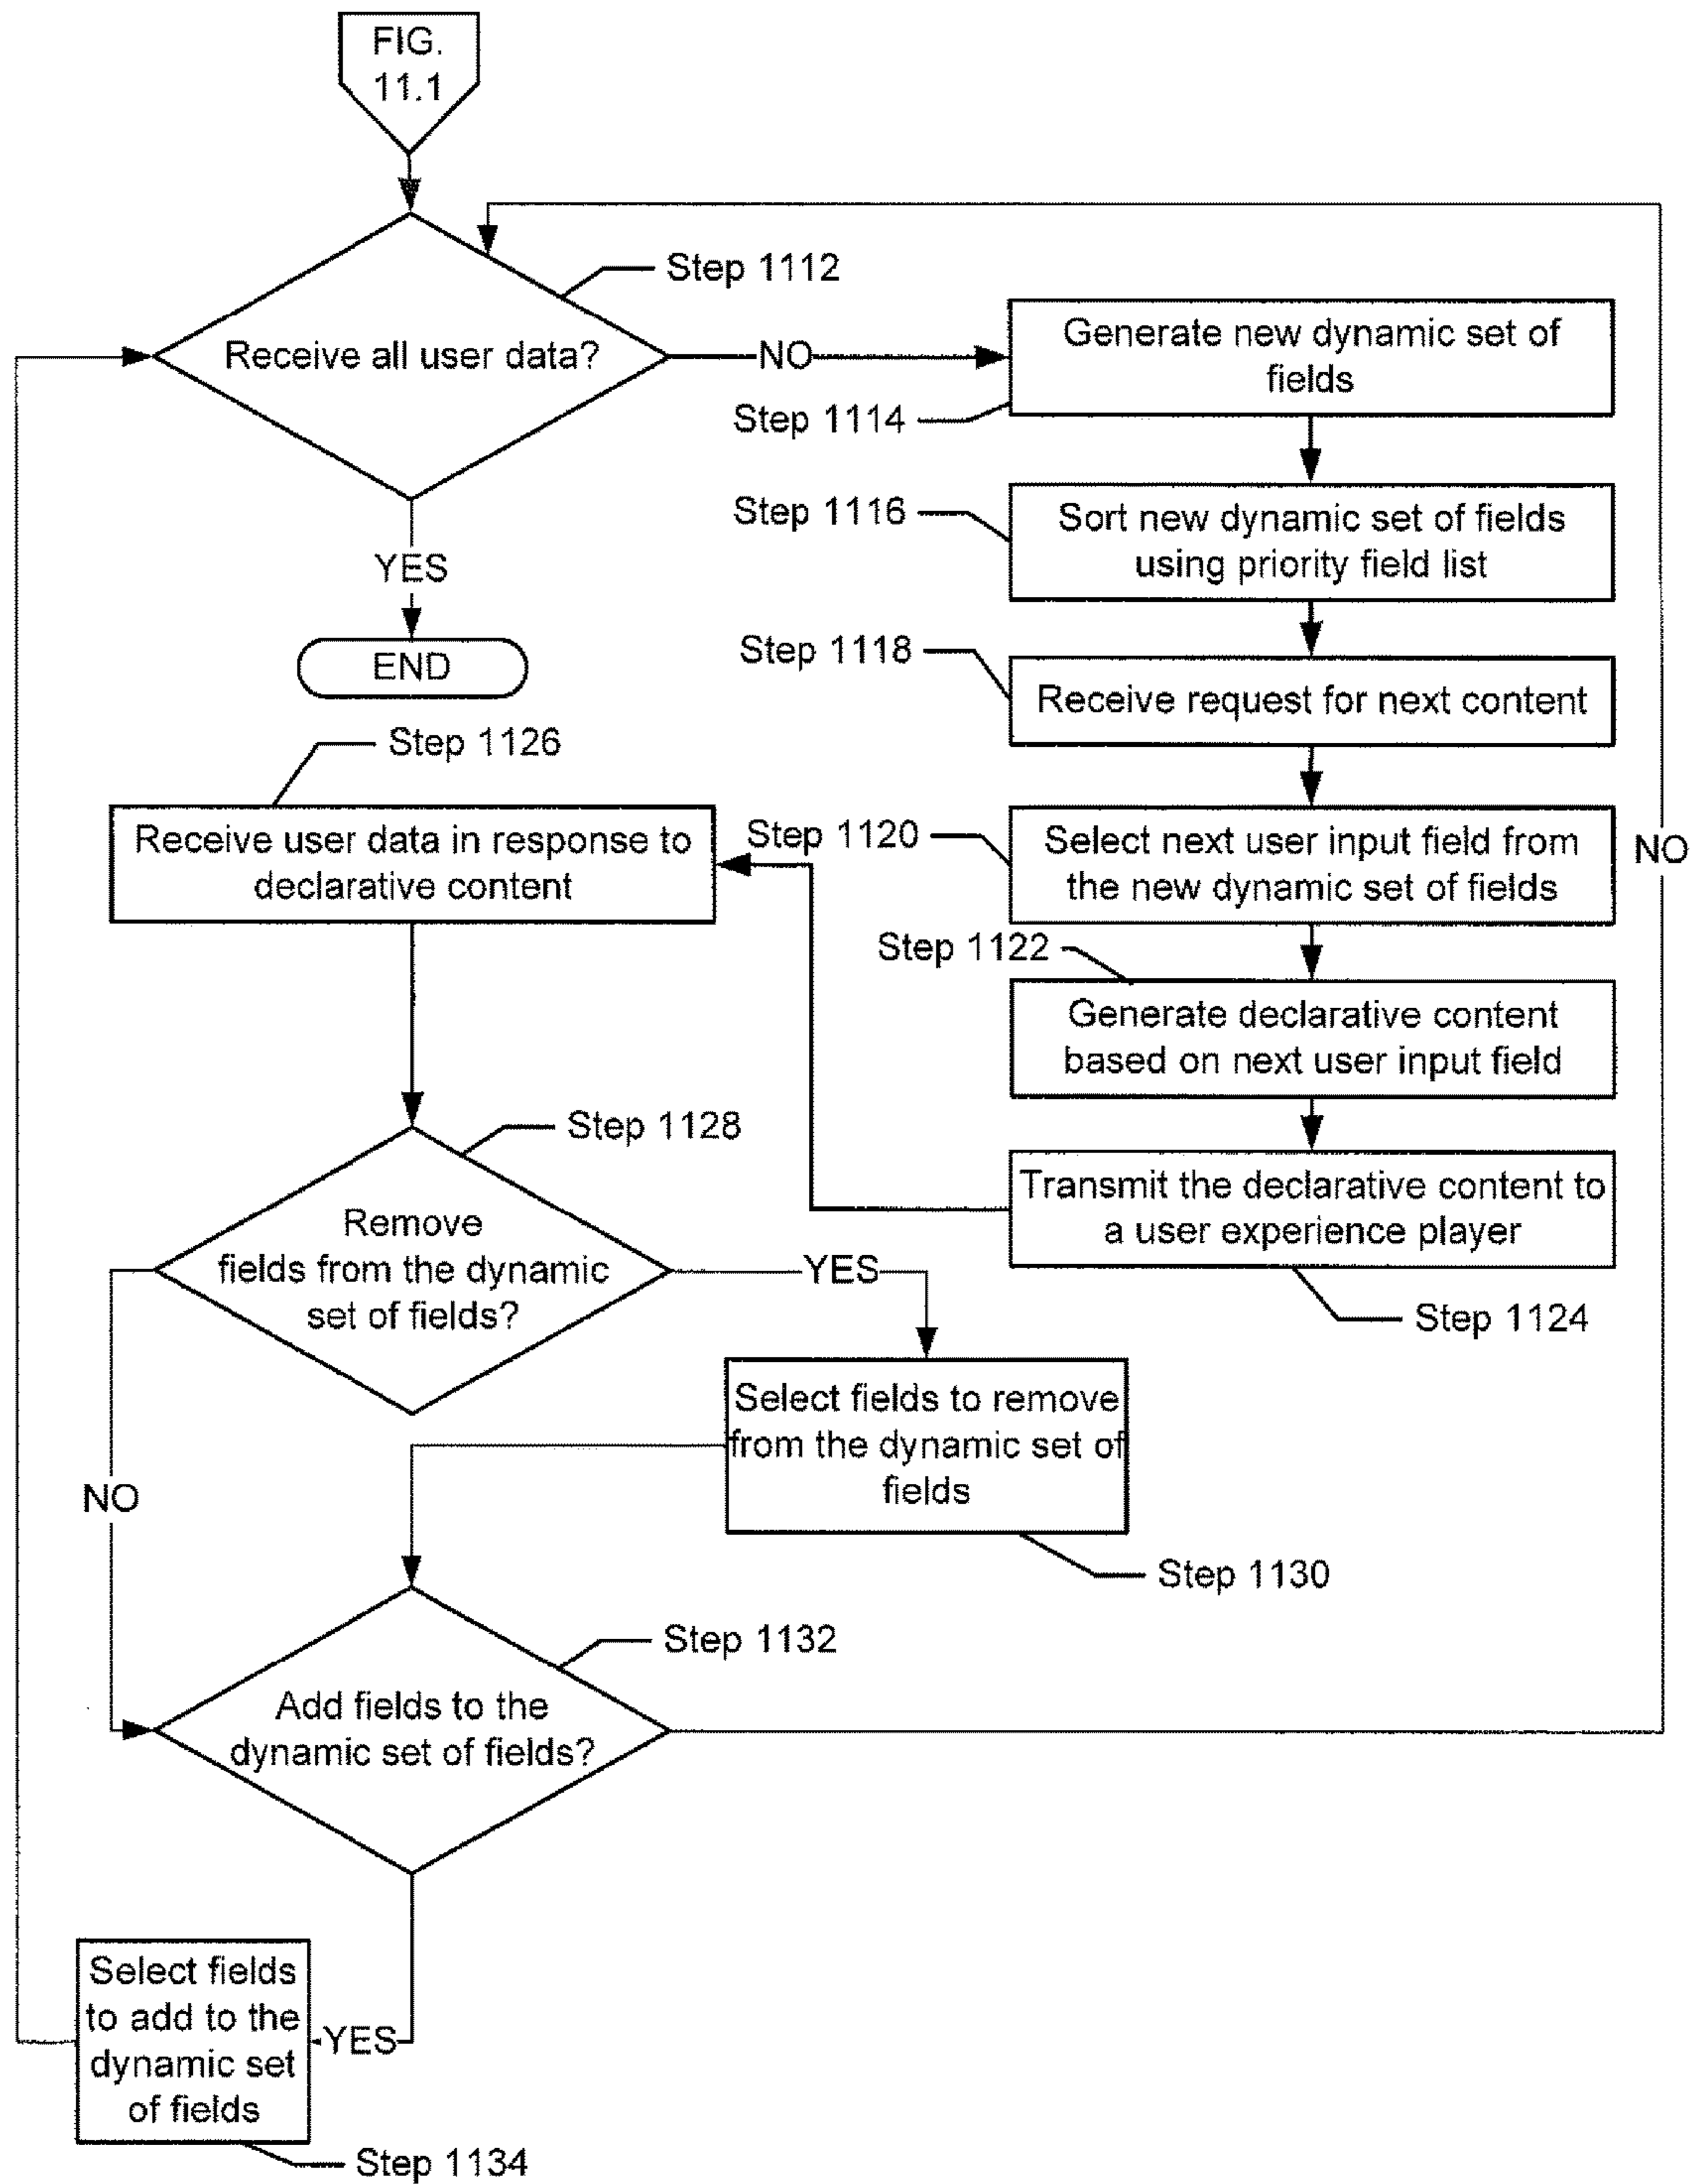 FIG.
11.1
Step 1112
Receive all user data?
NO
Generate new dynamic set of
fields
Step 1114
YES
END
Step 1116
Sort new dynamic set of fields
using priority field list
Step 1118
Receive request for next content
Step 1120
Select next user input field from
the new dynamic set of fields
NO
Step 1122
Generate declarative content
based on next user input field
Transmit the declarative content to
a user experience player
Step 1124
Step 1126
Receive user data in response to
declarative content
Step 1128
Remove
fields from the dynamic
set of fields?
YES
Select fields to remove
from the dynamic set of
fields
Step 1130
NO
Step 1132
Add fields to the
dynamic set of fields?
YES
Select fields
to add to the
dynamic set
of fields
Step 1134